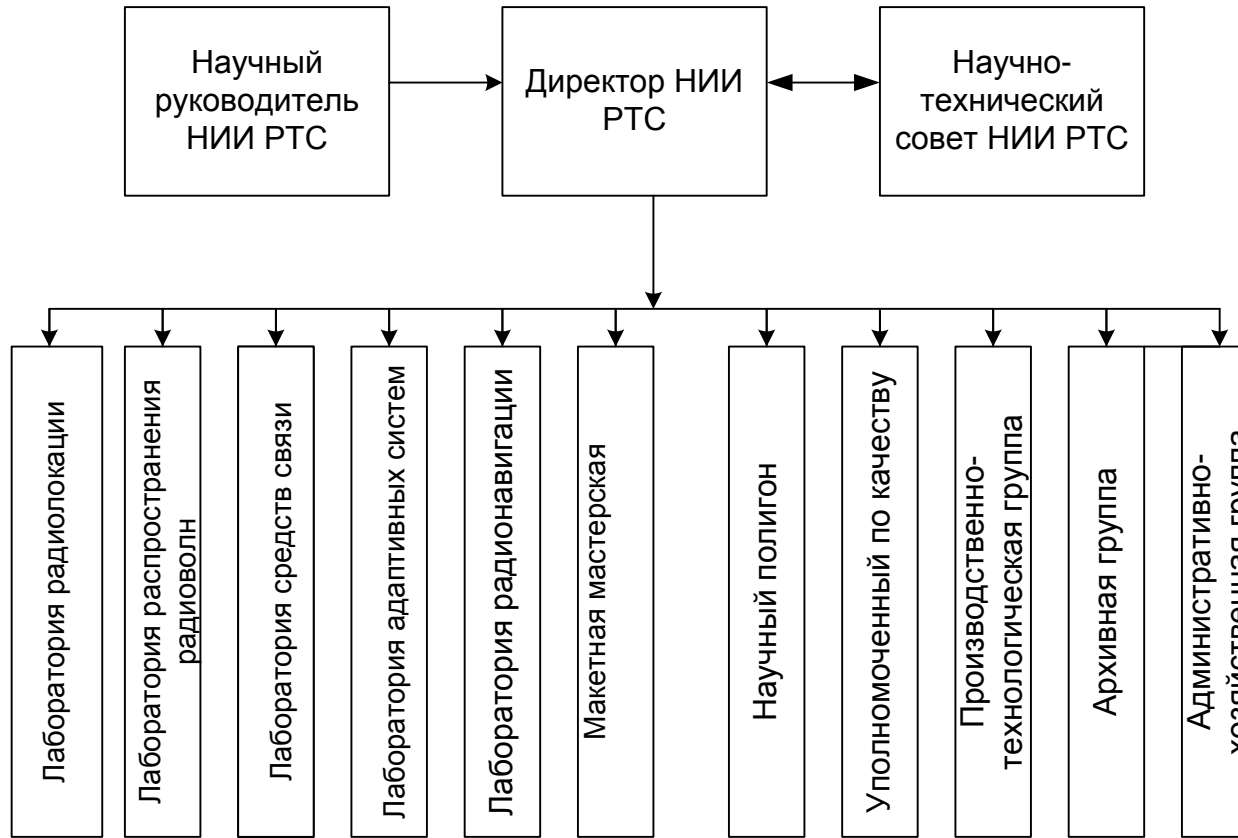 Научный
руководитель
НИИ РТС
Директор НИИ
РТС
Научно-
технический
совет НИИ РТС
Лаборатория радиолокации
Лаборатория распространения
радиоволн
Лаборатория средств связи
Лаборатория адаптивных систем
Лаборатория радионавигации
Макетная мастерская
Научный полигон
Уполномоченный по качеству
Производственно-
технологическая группа
Архивная группа
Административно-
хозяйственная группа